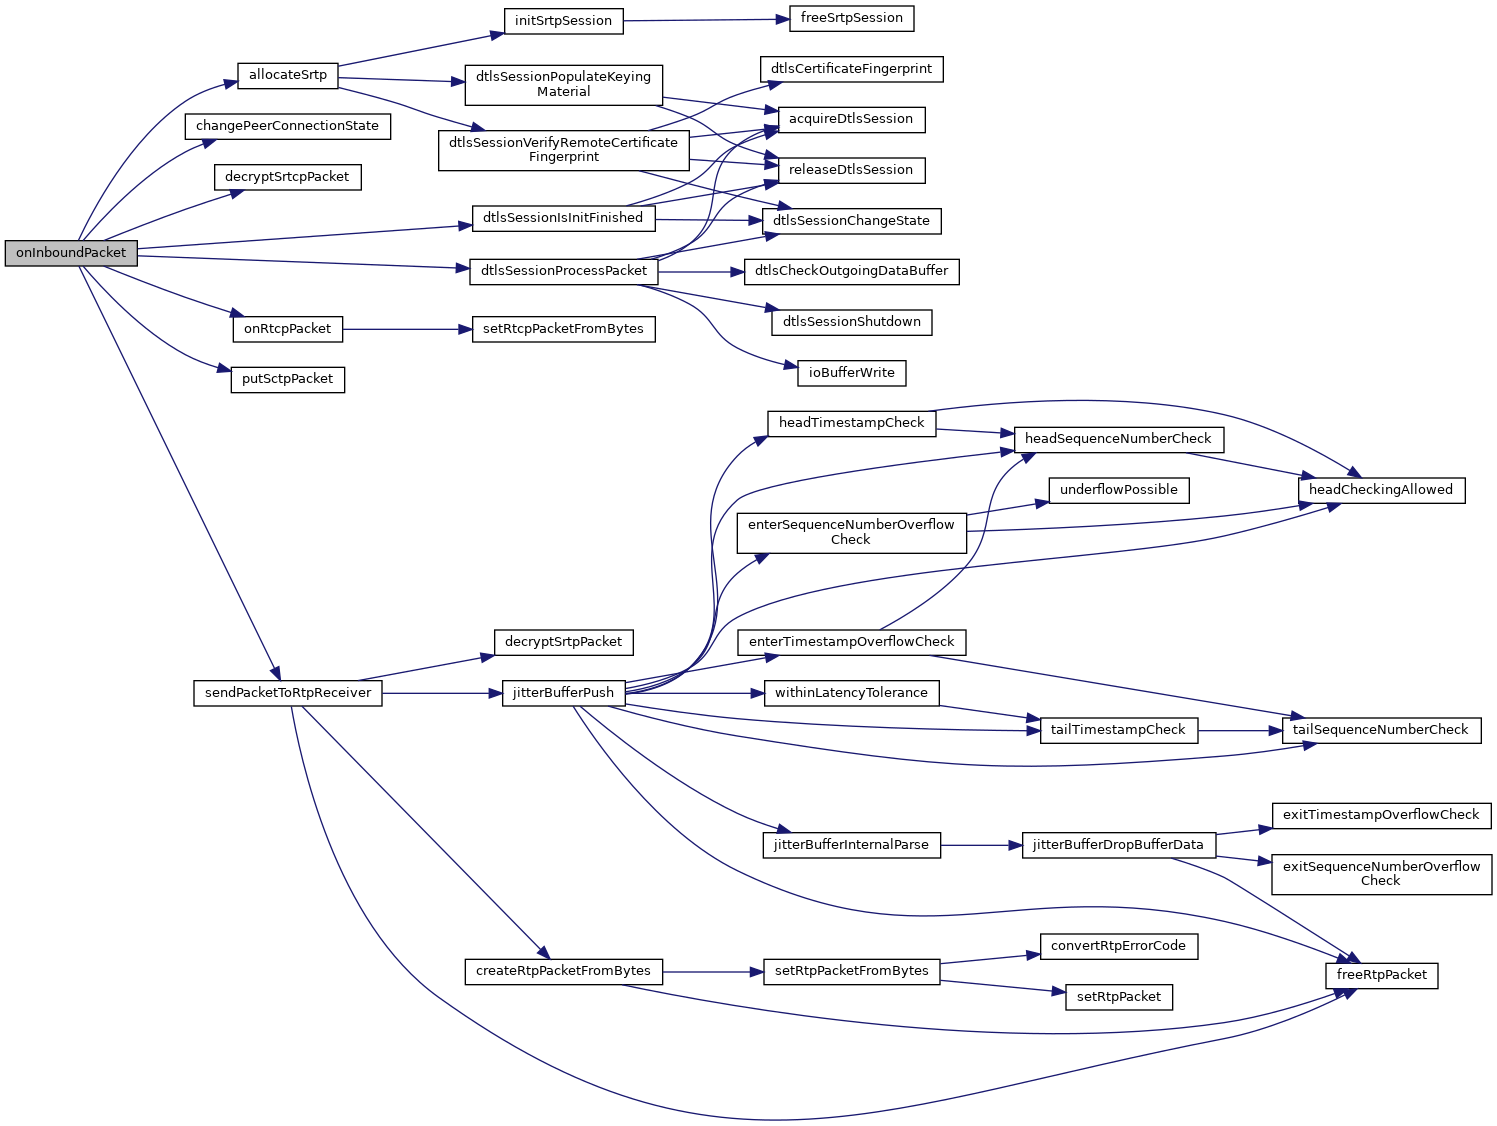 initSrtpSession
freeSrtpSession
allocateSrtp
dtlsCertificateFingerprint
dtlsSessionPopulateKeying
Material
acquireDtlsSession
changePeerConnectionState
dtlsSessionVerifyRemoteCertificate
Fingerprint
decryptSrtcpPacket
releaseDtlsSession
dtlsSessionIsInitFinished
dtlsSessionChangeState
onInboundPacket
dtlsSessionProcessPacket
dtlsCheckOutgoingDataBuffer
onRtcpPacket
setRtcpPacketFromBytes
dtlsSessionShutdown
putSctpPacket
ioBufferWrite
headTimestampCheck
headSequenceNumberCheck
underflowPossible
headCheckingAllowed
enterSequenceNumberOverflow
Check
decryptSrtpPacket
enterTimestampOverflowCheck
sendPacketToRtpReceiver
jitterBufferPush
withinLatencyTolerance
tailTimestampCheck
tailSequenceNumberCheck
exitTimestampOverflowCheck
jitterBufferInternalParse
jitterBufferDropBufferData
exitSequenceNumberOverflow
Check
convertRtpErrorCode
createRtpPacketFromBytes
setRtpPacketFromBytes
freeRtpPacket
setRtpPacket